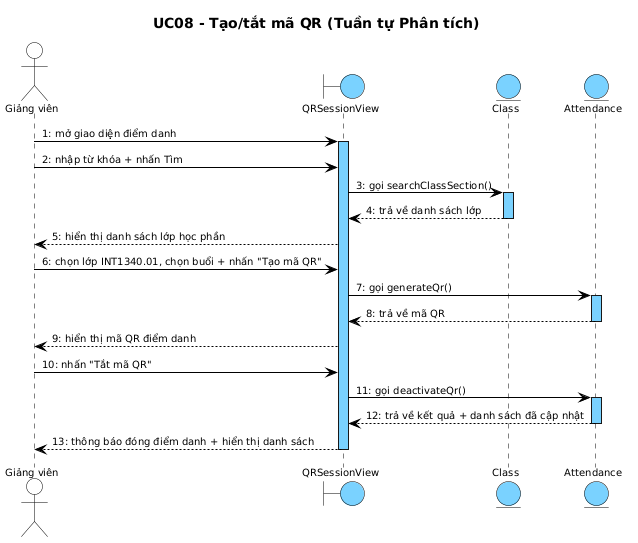 UC08 - Tạo/tắt mã QR (Tuần tự Phân tích)
Giảng viên
QRSessionView
Class
Attendance
1: mở giao diện điểm danh
2: nhập từ khóa + nhấn Tìm
3: gọi searchClassSection()
4: trả về danh sách lớp
5: hiển thị danh sách lớp học phần
6: chọn lớp INT1340.01, chọn buổi + nhấn "Tạo mã QR"
7: gọi generateQr()
8: trả về mã QR
9: hiển thị mã QR điểm danh
10: nhấn "Tắt mã QR"
11: gọi deactivateQr()
12: trả về kết quả + danh sách đã cập nhật
13: thông báo đóng điểm danh + hiển thị danh sách
Giảng viên
QRSessionView
Class
Attendance